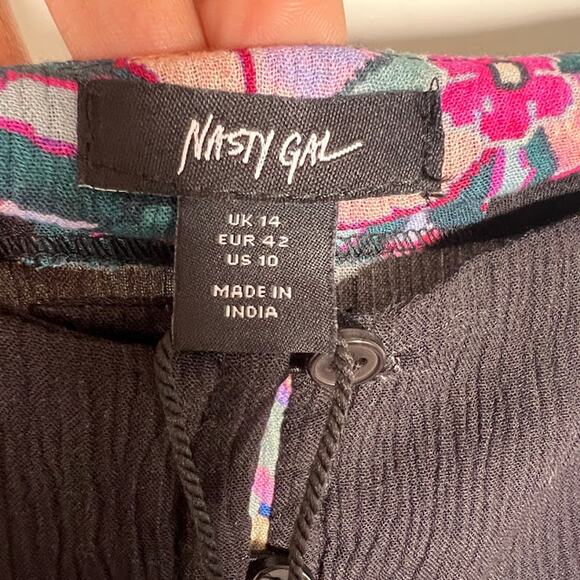 NASTY GAL
UK 14
EUR 42
US 10
MADE IN
INDIA